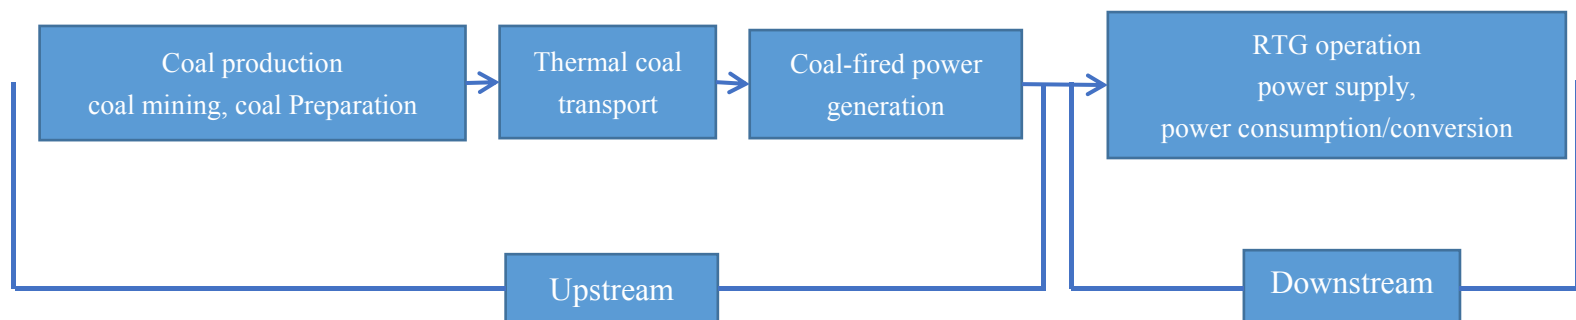 Coal production
coal mining, coal Preparation
Thermal coal
transport
Coal-fired power
generation
RTG operation
power supply,
power consumption/conversion
Upstream
Downstream